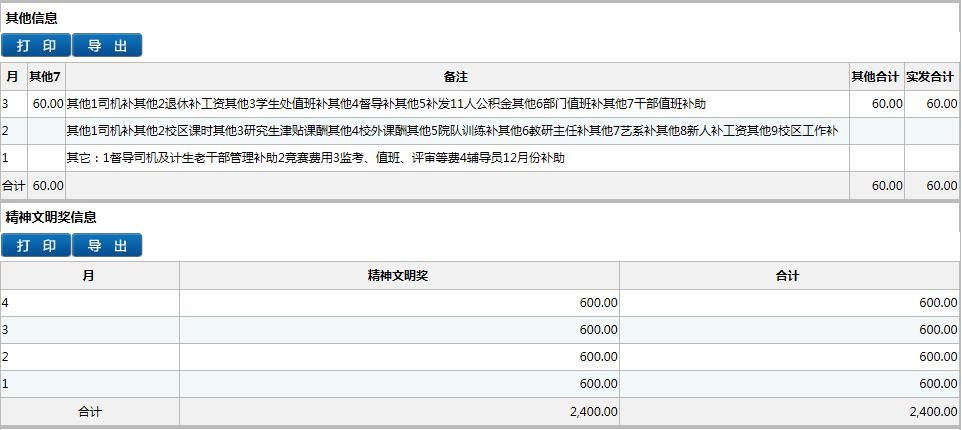 其他信息
打 印 导 出
月 其他7 备注 其他合计 实发合计
3 60.00 其他1司机补其他2退休补工资其他3学生处值班补其他4督导补其他5补发11人公积金其他6部门值班补其他7干部值班补助 60.00 60.00
2 其他1司机补其他2校区课时其他3研究生津贴课酬其他4校外课酬其他5院队训练补其他6教研主任补其他7艺系补其他8新人补工资其他9校区工作补
1 其它：1督导司机及计生老干部管理补助2竞赛费用3监考、值班、评审等费4辅导员12月份补助
合计 60.00 60.00 60.00
精神文明奖信息
打 印 导 出
月 精神文明奖 合计
4 600.00 600.00
3 600.00 600.00
2 600.00 600.00
1 600.00 600.00
合计 2,400.00 2,400.00